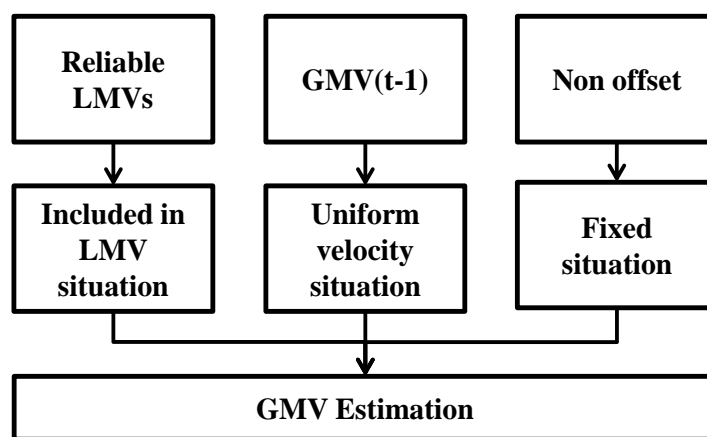 Reliable
LMVs
GMV(t-1)
Non offset
Included in
LMV
situation
Uniform
velocity
situation
Fixed
situation
GMV Estimation